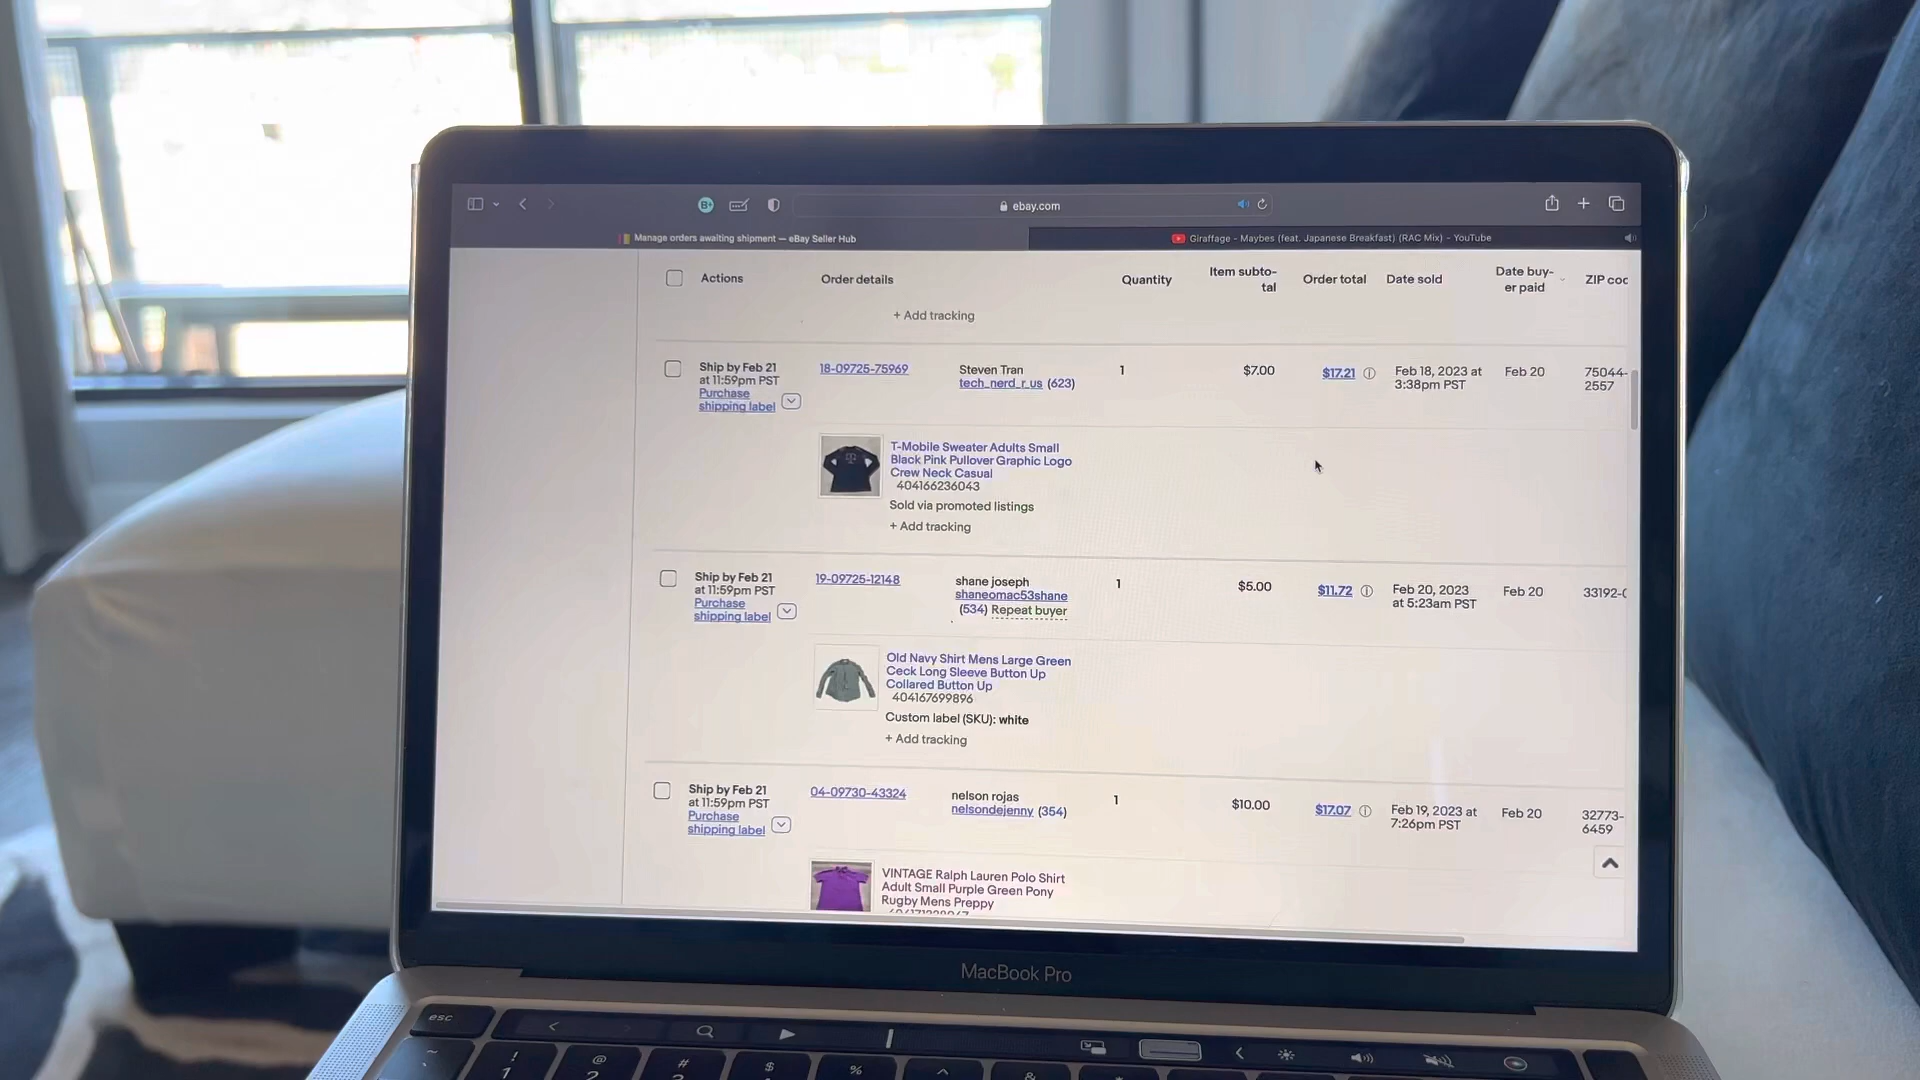 ebay.com
Manage orders awaiting shipment — eBay Seller Hub
Giraffage - Maybes (feat. Japanese Breakfast) (RAC Mix) - YouTube
Actions
Order details
Quantity
Item subto-
tal
Order total
Date sold
Date buy-
er paid
ZIP coc
+ Add tracking
Ship by Feb 21
at 11:59pm PST
Purchase
shipping label
18-09725-75969
Steven Tran
tech_nerd_r_us (623)
1
$7.00
$17.21
Feb 18, 2023 at
3:38pm PST
Feb 20
75044-
2557
T-Mobile Sweater Adults Small
Black Pink Pullover Graphic Logo
Crew Neck Casual
404166236043
Sold via promoted listings
+ Add tracking
Ship by Feb 21
at 11:59pm PST
Purchase
shipping label
19-09725-12148
shane joseph
shaneomac53shane
(534) Repeat buyer
1
$5.00
$11.72
Feb 20, 2023
at 5:23am PST
Feb 20
33192-
Old Navy Shirt Mens Large Green
Ceck Long Sleeve Button Up
Collared Button Up
404167699896
Custom label (SKU): white
+ Add tracking
Ship by Feb 21
at 11:59pm PST
Purchase
shipping label
04-09730-43324
nelson rojas
nelsondejenny (354)
1
$10.00
$17.07
Feb 19, 2023 at
7:26pm PST
Feb 20
32773-
6459
VINTAGE Ralph Lauren Polo Shirt
Adult Small Purple Green Pony
Rugby Mens Preppy
MacBook Pro
esc
~ ! @ # $ % ^ &
1 2